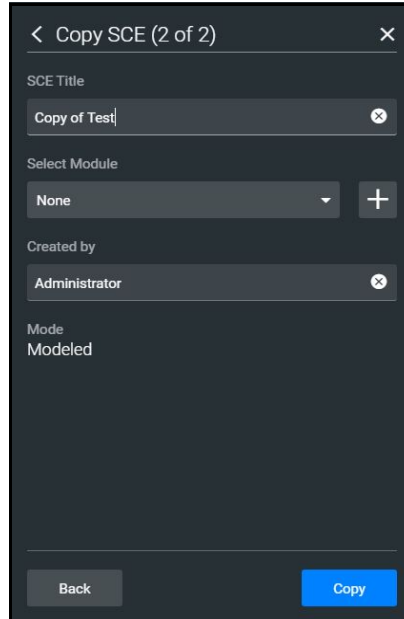 Copy SCE (2 of 2)
SCE Title
Copy of Test
Select Module
None
Created by
Administrator
Mode
Modeled
Back
Copy